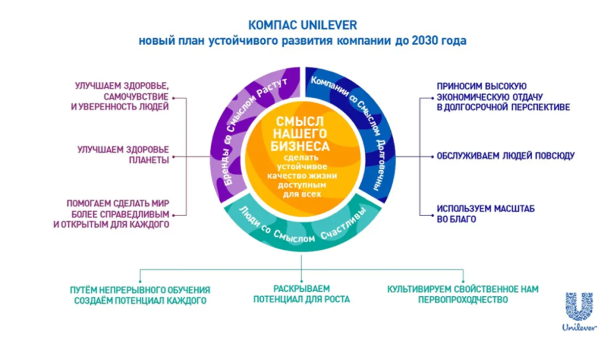 КОМПАС UNILEVER
новый план устойчивого развития компании до 2030 года
УЛУЧШАЕМ ЗДОРОВЬЕ,
САМОЧУВСТВИЕ
И УВЕРЕННОСТЬ ЛЮДЕЙ
УЛУЧШАЕМ ЗДОРОВЬЕ
ПЛАНЕТЫ
ПОМОГАЕМ СДЕЛАТЬ МИР
БОЛЕЕ СПРАВЕДЛИВЫМ
И ОТКРЫТЫМ ДЛЯ КАЖДОГО
Бренды со Смыслом Растут
Компании со Смыслом Долговечны
Люди со Смыслом Счастливы
СМЫСЛ
НАШЕГО
БИЗНЕСА
сделать
устойчивое
качество жизни
доступным
для всех
ПРИНОСИМ ВЫСОКУЮ
ЭКОНОМИЧЕСКУЮ ОТДАЧУ
В ДОЛГОСРОЧНОЙ ПЕРСПЕКТИВЕ
ОБСЛУЖИВАЕМ ЛЮДЕЙ ПОВСЮДУ
ИСПОЛЬЗУЕМ МАСШТАБ
ВО БЛАГО
ПУТЁМ НЕПРЕРЫВНОГО ОБУЧЕНИЯ
СОЗДАЁМ ПОТЕНЦИАЛ КАЖДОГО
РАСКРЫВАЕМ
ПОТЕНЦИАЛ ДЛЯ РОСТА
КУЛЬТИВИРУЕМ СВОЙСТВЕННОЕ НАМ
ПЕРВОПРОХОДЧЕСТВО
Unilever